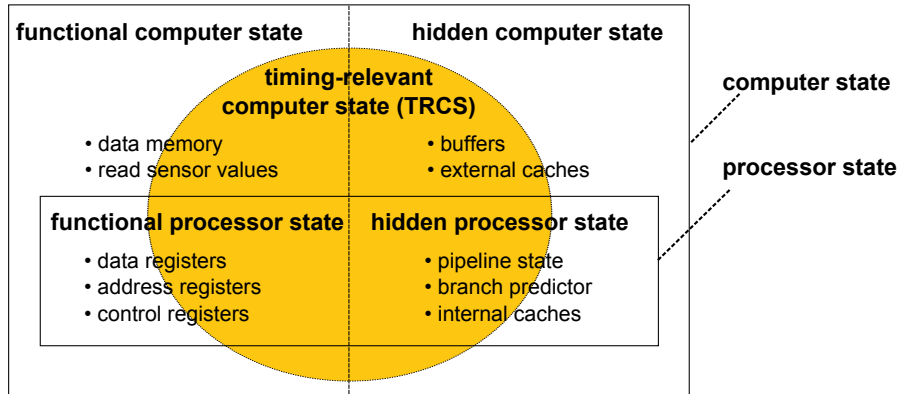 functional computer state
hidden computer state
timing-relevant
computer state (TRCS)
computer state
• data memory
• read sensor values
• buffers
• external caches
processor state
functional processor state
hidden processor state
• data registers
• address registers
• control registers
• pipeline state
• branch predictor
• internal caches